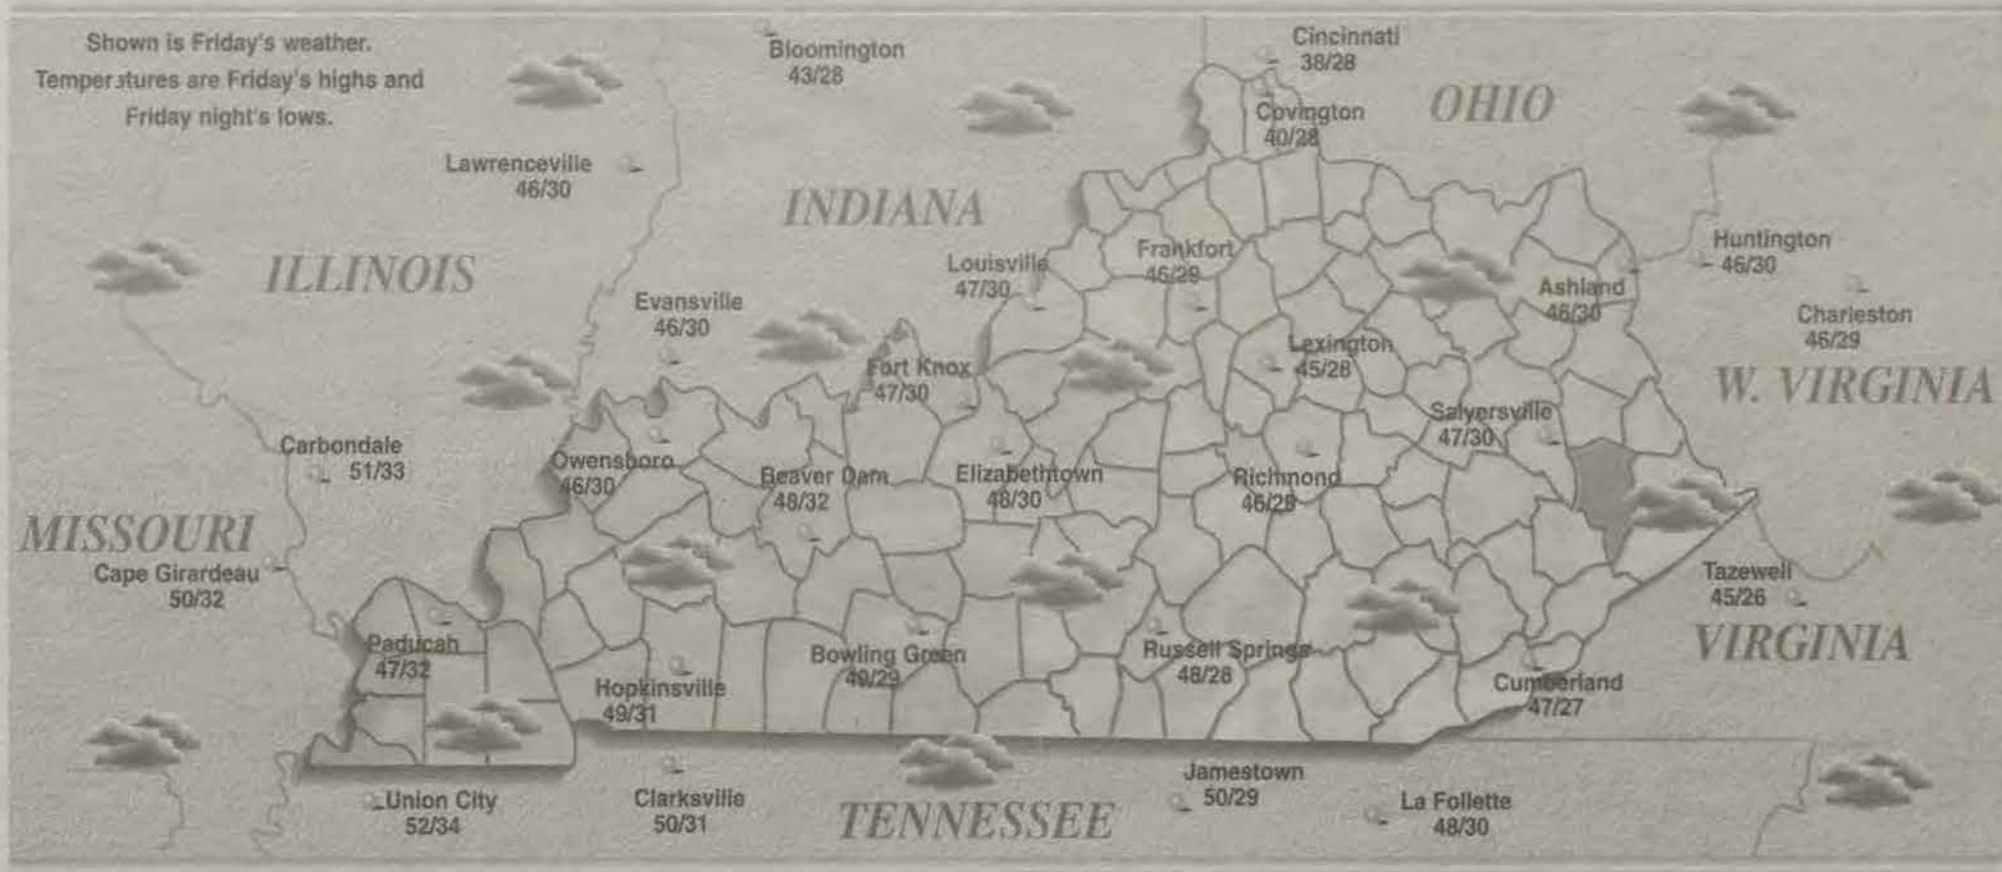 Shown is Friday's weather.
Temperatures are Friday's highs and
Friday night's lows.
Bloomington
43/28
Cincinnati
38/28
OHIO
Covington
40/28
Lawrenceville
46/30
INDIANA
ILLINOIS
Louisville
47/30
Frankfort
46/29
Huntington
46/30
Ashland
46/30
Charleston
46/29
Evansville
46/30
Lexington
45/28
Fort Knox
47/30
W. VIRGINIA
Salyersville
47/30
Carbondale
51/33
Owensboro
46/30
Beaver Dam
48/32
Elizabethtown
48/30
Richmond
46/29
MISSOURI
Cape Girardeau
50/32
Tazewell
45/26
VIRGINIA
Paducah
47/32
Hopkinsville
49/31
Bowling Green
49/29
Russell Springs
48/28
Cumberland
47/27
Union City
52/34
Clarksville
50/31
TENNESSEE
Jamestown
50/29
La Follette
48/30